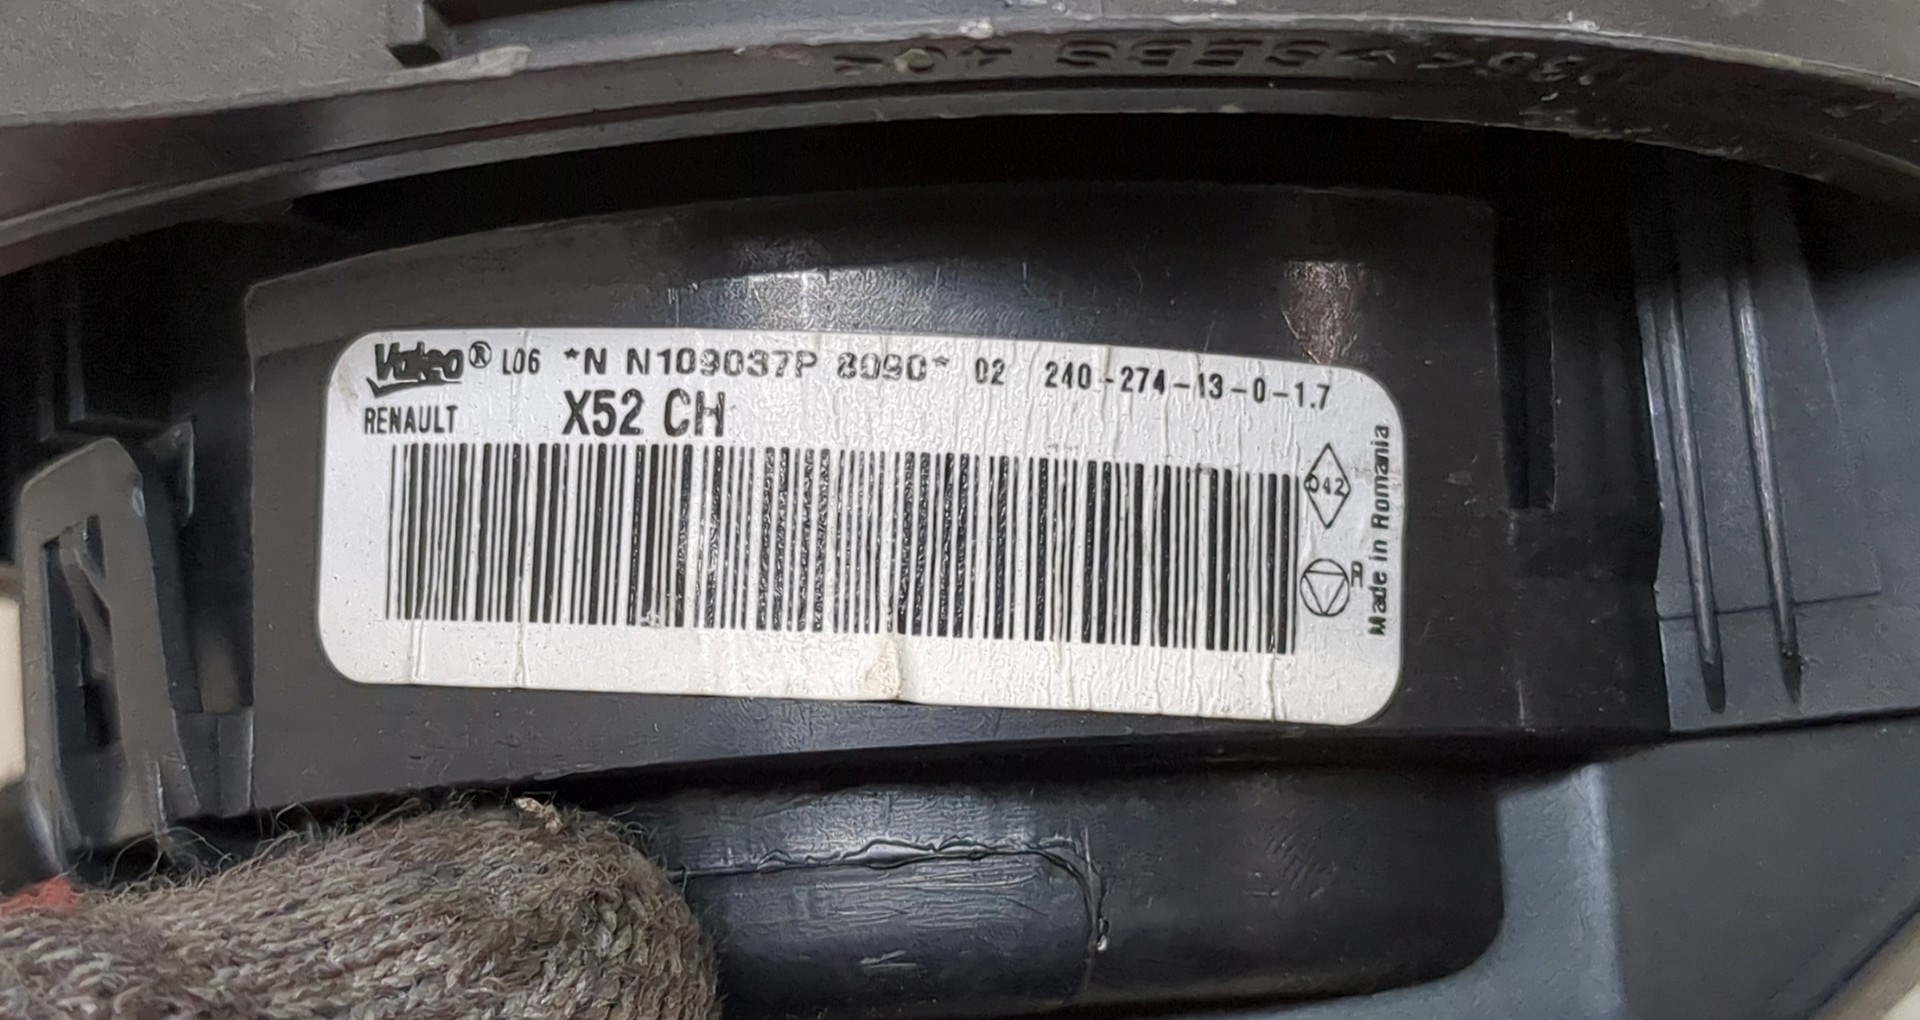 Valeo® L06 *N N109037P 8090* 02 240-274-13-0-1.7
RENAULT X52 CH
042
R
Made in Romania